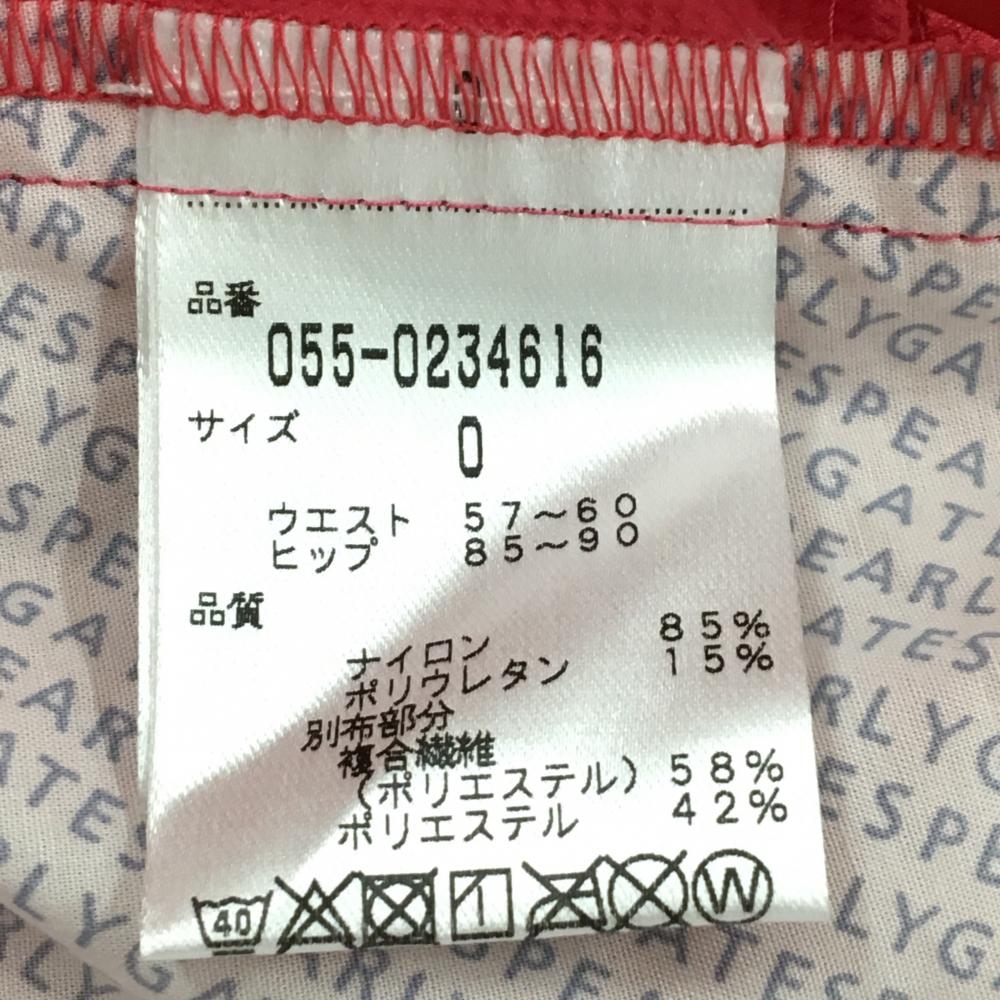 品番
055-0234616
サイズ 0
ウエスト 57~60
ヒップ 85~90
品質
ナイロン 85%
ポリウレタン 15%
別布部分
複合繊維
(ポリエステル) 58%
ポリエステル 42%
40 W